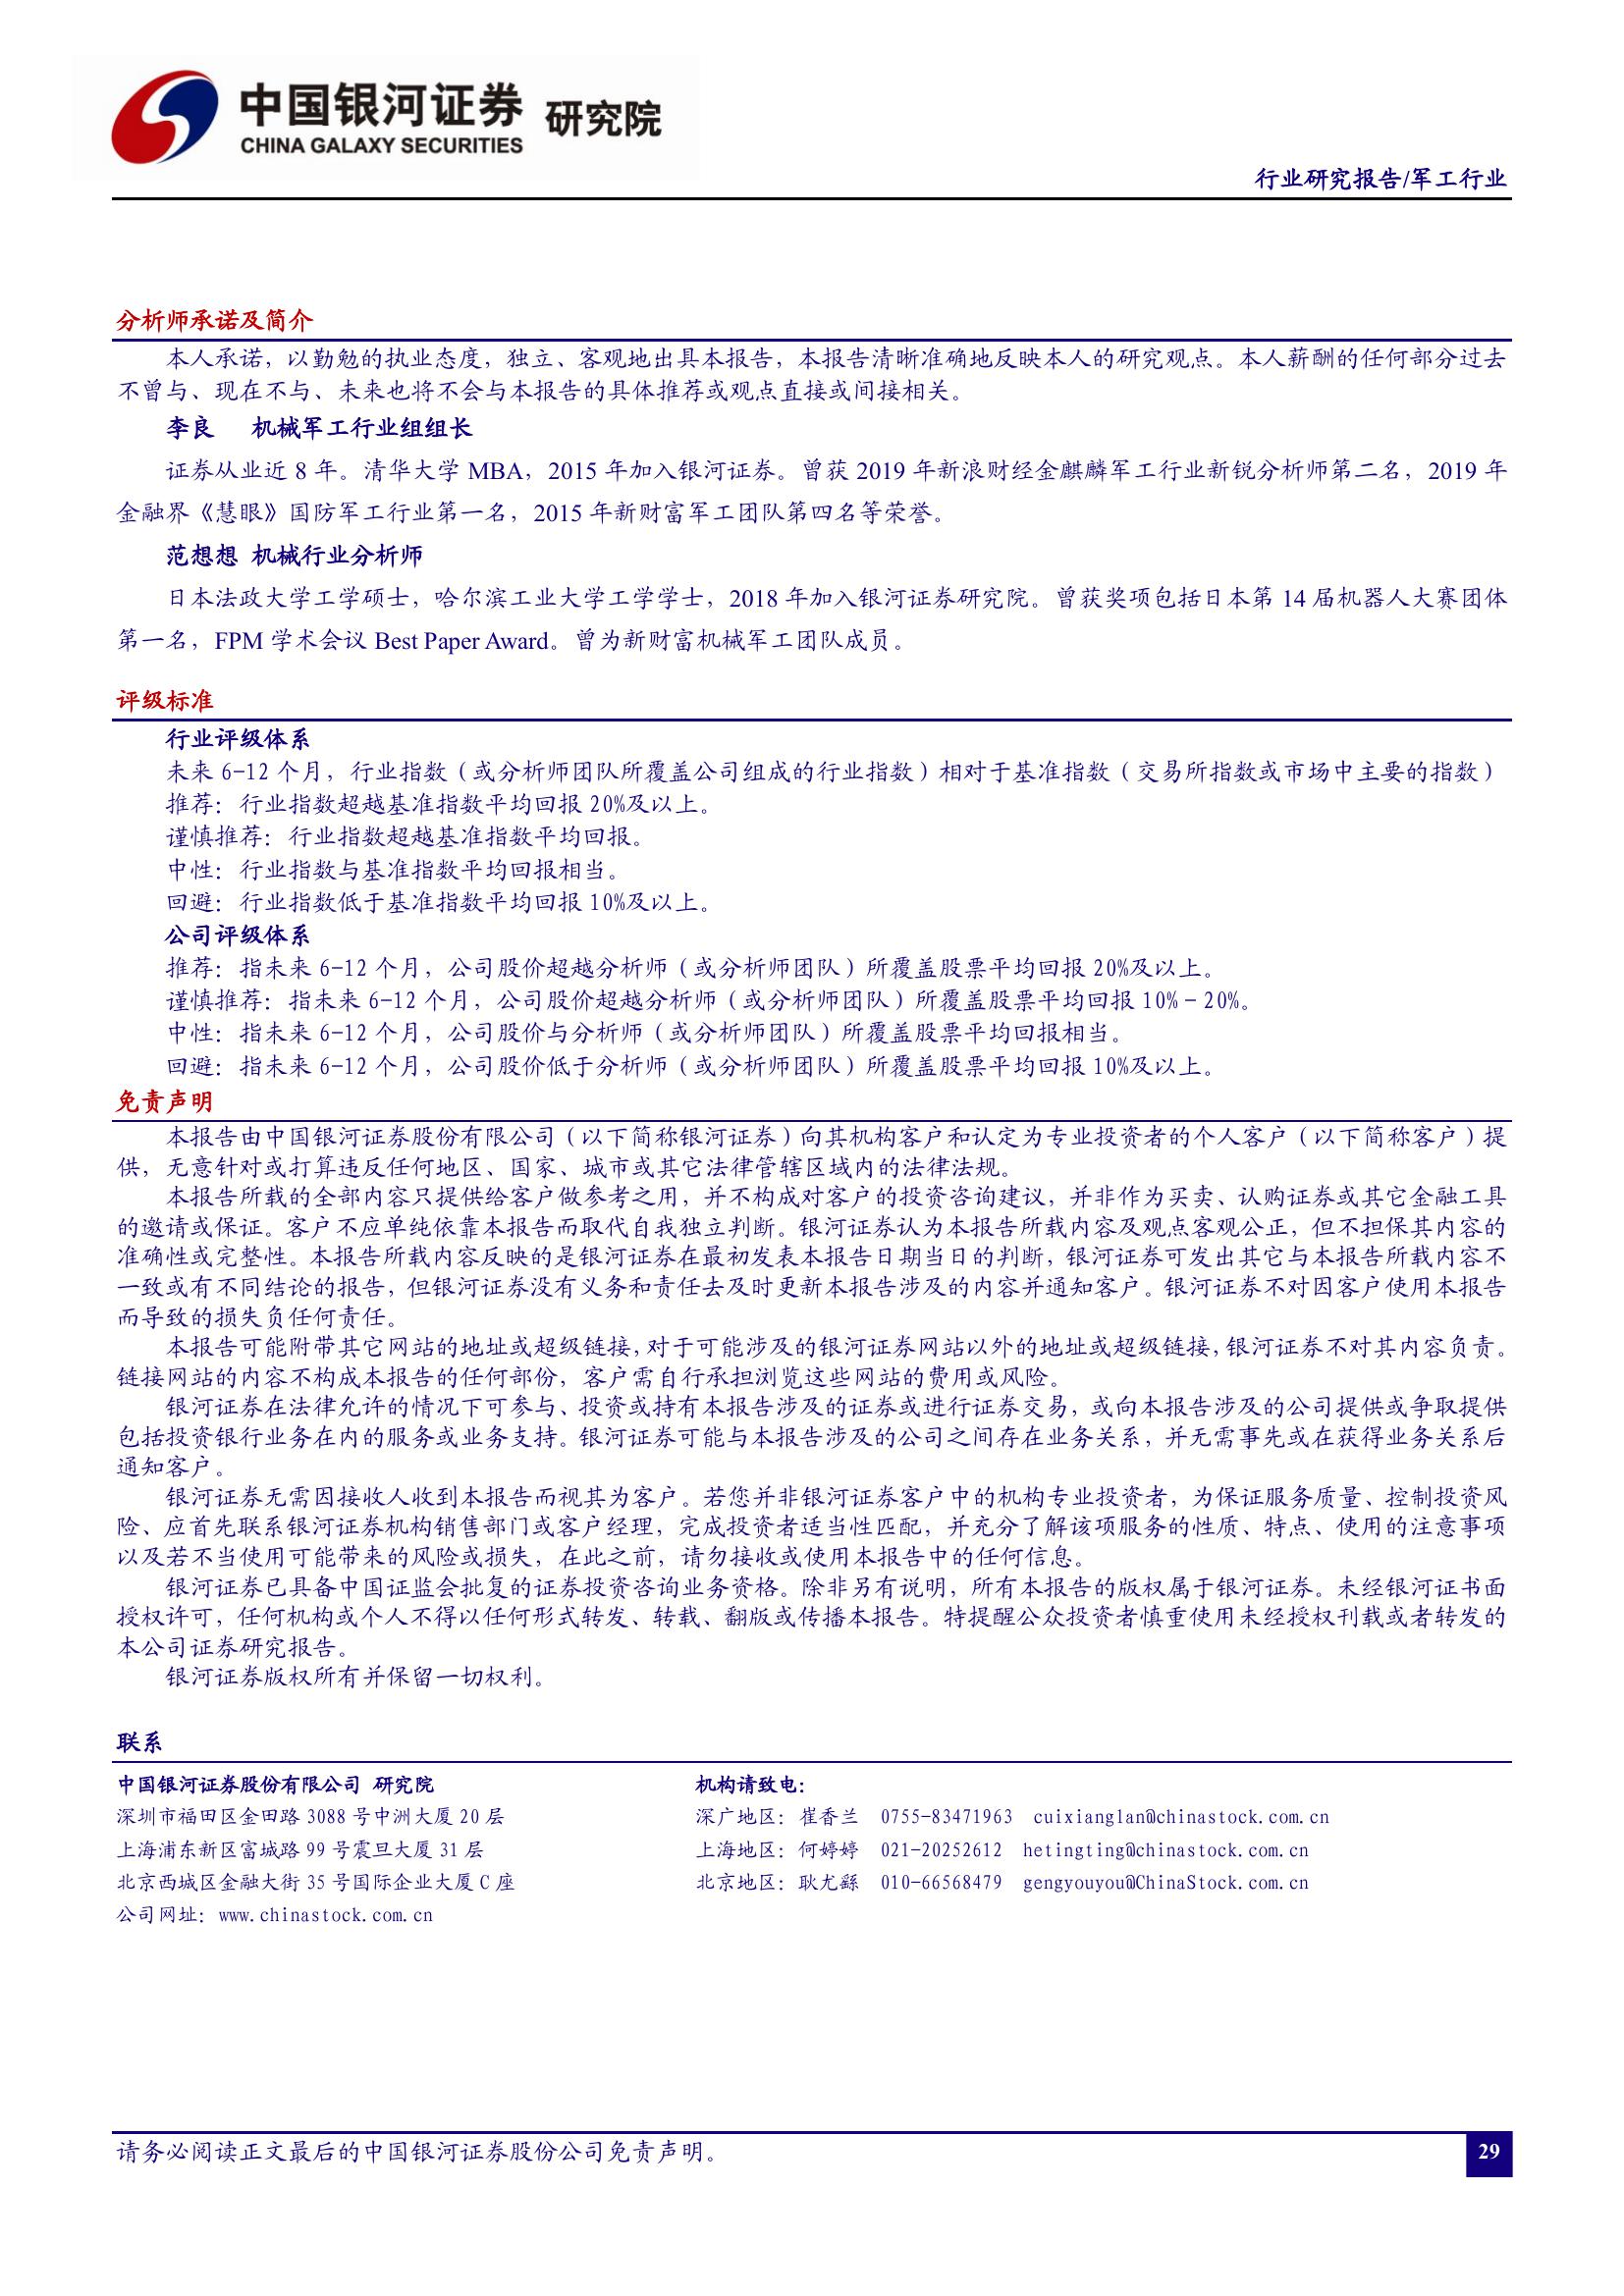 中国银河证券 研究院
CHINA GALAXY SECURITIES
行业研究报告/军工行业
分析师承诺及简介
本人承诺，以勤勉的执业态度，独立、客观地出具本报告，本报告清晰准确地反映本人的研究观点。本人薪酬的任何部分过去
不曾与、现在不与、未来也将不会与本报告的具体推荐或观点直接或间接相关。
李良 机械军工行业组组长
证券从业近 8 年。清华大学 MBA，2015 年加入银河证券。曾获 2019 年新浪财经金麒麟军工行业新锐分析师第二名，2019 年
金融界《慧眼》国防军工行业第一名，2015 年新财富军工团队第四名等荣誉。
范想想 机械行业分析师
日本法政大学工学硕士，哈尔滨工业大学工学学士，2018 年加入银河证券研究院。曾获奖项包括日本第 14 届机器人大赛团体
第一名，FPM 学术会议 Best Paper Award。曾为新财富机械军工团队成员。
评级标准
行业评级体系
未来 6-12 个月，行业指数（或分析师团队所覆盖公司组成的行业指数）相对于基准指数（交易所指数或市场中主要的指数）
推荐：行业指数超越基准指数平均回报 20%及以上。
谨慎推荐：行业指数超越基准指数平均回报。
中性：行业指数与基准指数平均回报相当。
回避：行业指数低于基准指数平均回报 10%及以上。
公司评级体系
推荐：指未来 6-12 个月，公司股价超越分析师（或分析师团队）所覆盖股票平均回报 20%及以上。
谨慎推荐：指未来 6-12 个月，公司股价超越分析师（或分析师团队）所覆盖股票平均回报 10%－20%。
中性：指未来 6-12 个月，公司股价与分析师（或分析师团队）所覆盖股票平均回报相当。
回避：指未来 6-12 个月，公司股价低于分析师（或分析师团队）所覆盖股票平均回报 10%及以上。
免责声明
本报告由中国银河证券股份有限公司（以下简称银河证券）向其机构客户和认定为专业投资者的个人客户（以下简称客户）提
供，无意针对或打算违反任何地区、国家、城市或其它法律管辖区域内的法律法规。
本报告所载的全部内容只提供给客户做参考之用，并不构成对客户的投资咨询建议，并非作为买卖、认购证券或其它金融工具
的邀请或保证。客户不应单纯依靠本报告而取代自我独立判断。银河证券认为本报告所载内容及观点客观公正，但不担保其内容的
准确性或完整性。本报告所载内容反映的是银河证券在最初发表本报告日期当日的判断，银河证券可发出其它与本报告所载内容不
一致或有不同结论的报告，但银河证券没有义务和责任去及时更新本报告涉及的内容并通知客户。银河证券不对因客户使用本报告
而导致的损失负任何责任。
本报告可能附带其它网站的地址或超级链接，对于可能涉及的银河证券网站以外的地址或超级链接，银河证券不对其内容负责。
链接网站的内容不构成本报告的任何部份，客户需自行承担浏览这些网站的费用或风险。
银河证券在法律允许的情况下可参与、投资或持有本报告涉及的证券或进行证券交易，或向本报告涉及的公司提供或争取提供
包括投资银行业务在内的服务或业务支持。银河证券可能与本报告涉及的公司之间存在业务关系，并无需事先或在获得业务关系后
通知客户。
银河证券无需因接收人收到本报告而视其为客户。若您并非银河证券客户中的机构专业投资者，为保证服务质量、控制投资风
险、应首先联系银河证券机构销售部门或客户经理，完成投资者适当性匹配，并充分了解该项服务的性质、特点、使用的注意事项
以及若不当使用可能带来的风险或损失，在此之前，请勿接收或使用本报告中的任何信息。
银河证券已具备中国证监会批复的证券投资咨询业务资格。除非另有说明，所有本报告的版权属于银河证券。未经银河证书面
授权许可，任何机构或个人不得以任何形式转发、转载、翻版或传播本报告。特提醒公众投资者慎重使用未经授权刊载或者转发的
本公司证券研究报告。
银河证券版权所有并保留一切权利。
联系
中国银河证券股份有限公司 研究院 机构请致电：
深圳市福田区金田路 3088 号中洲大厦 20 层 深广地区：崔香兰 0755-83471963 cuixianglan@chinastock.com.cn
上海浦东新区富城路 99 号震旦大厦 31 层 上海地区：何婷婷 021-20252612 hetingting@chinastock.com.cn
北京西城区金融大街 35 号国际企业大厦 C 座 北京地区：耿尤繇 010-66568479 gengyouyou@ChinaStock.com.cn
公司网址：www.chinastock.com.cn
请务必阅读正文最后的中国银河证券股份公司免责声明。 29